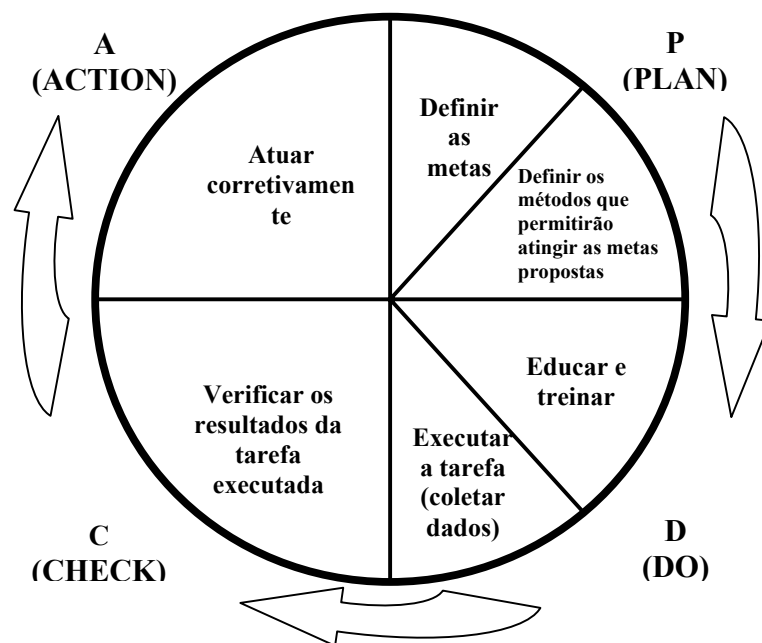 A
(ACTION)
P
(PLAN)
Definir
as
metas
Atuar
corretivamen
te
Definir os
métodos que
permitirão
atingir as metas
propostas
Educar e
treinar
Verificar os
resultados da
tarefa
executada
Executar
a tarefa
(coletar
dados)
C
(CHECK)
D
(DO)